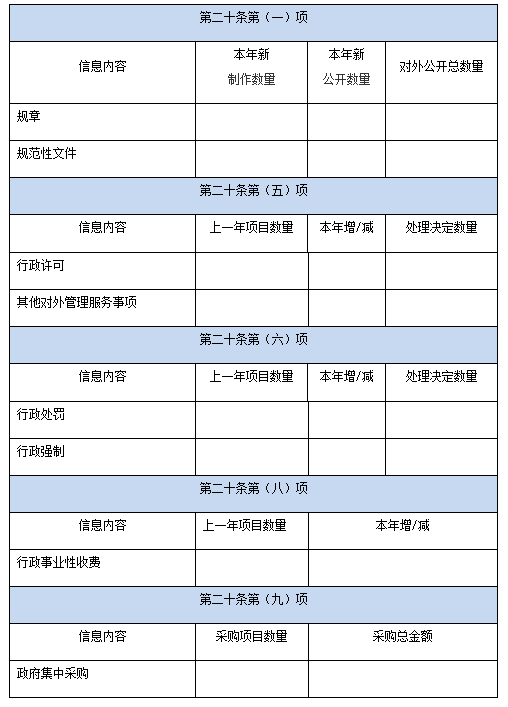 第二十条第（一）项
信息内容
本年新
制作数量
本年新
公开数量
对外公开总数量
规章
规范性文件
第二十条第（五）项
信息内容 上一年项目数量 本年增/减 处理决定数量
行政许可
其他对外管理服务事项
第二十条第（六）项
信息内容 上一年项目数量 本年增/减 处理决定数量
行政处罚
行政强制
第二十条第（八）项
信息内容 上一年项目数量 本年增/减
行政事业性收费
第二十条第（九）项
信息内容 采购项目数量 采购总金额
政府集中采购